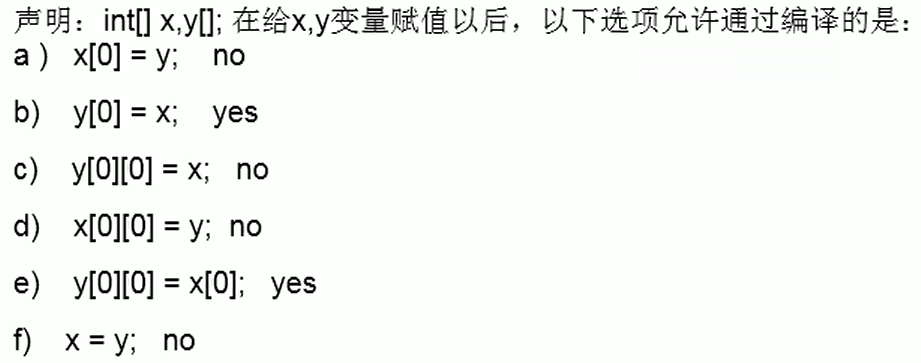 声明：int[] x,y[]; 在给x,y变量赋值以后，以下选项允许通过编译的是：
a ) x[0] = y; no
b) y[0] = x; yes
c) y[0][0] = x; no
d) x[0][0] = y; no
e) y[0][0] = x[0]; yes
f) x = y; no